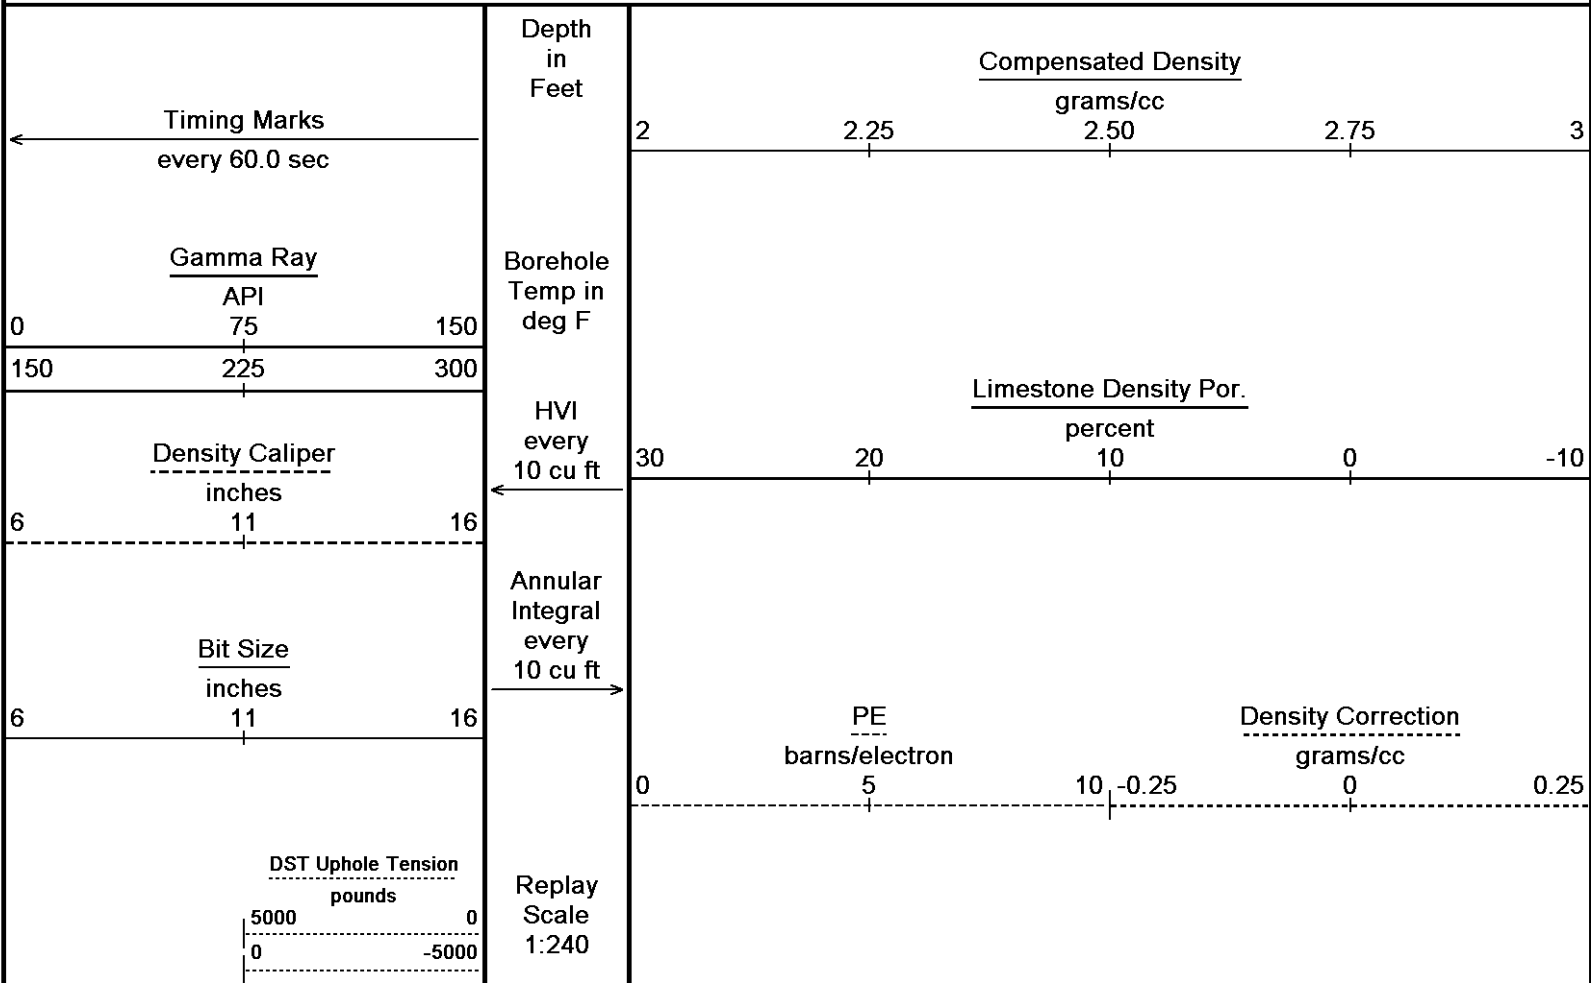 Timing Marks
every 60.0 sec
Gamma Ray
API
0 75 150
150 225 300
Density Caliper
inches
6 11 16
Bit Size
inches
6 11 16
DST Uphole Tension
pounds
5000 0
0 -5000
Depth
in
Feet
Borehole
Temp in
deg F
HVI
every
10 cu ft
Annular
Integral
every
10 cu ft
Replay
Scale
1:240
Compensated Density
grams/cc
2 2.25 2.50 2.75 3
Limestone Density Por.
percent
30 20 10 0 -10
PE
barns/electron
0 5 10
Density Correction
grams/cc
-0.25 0 0.25